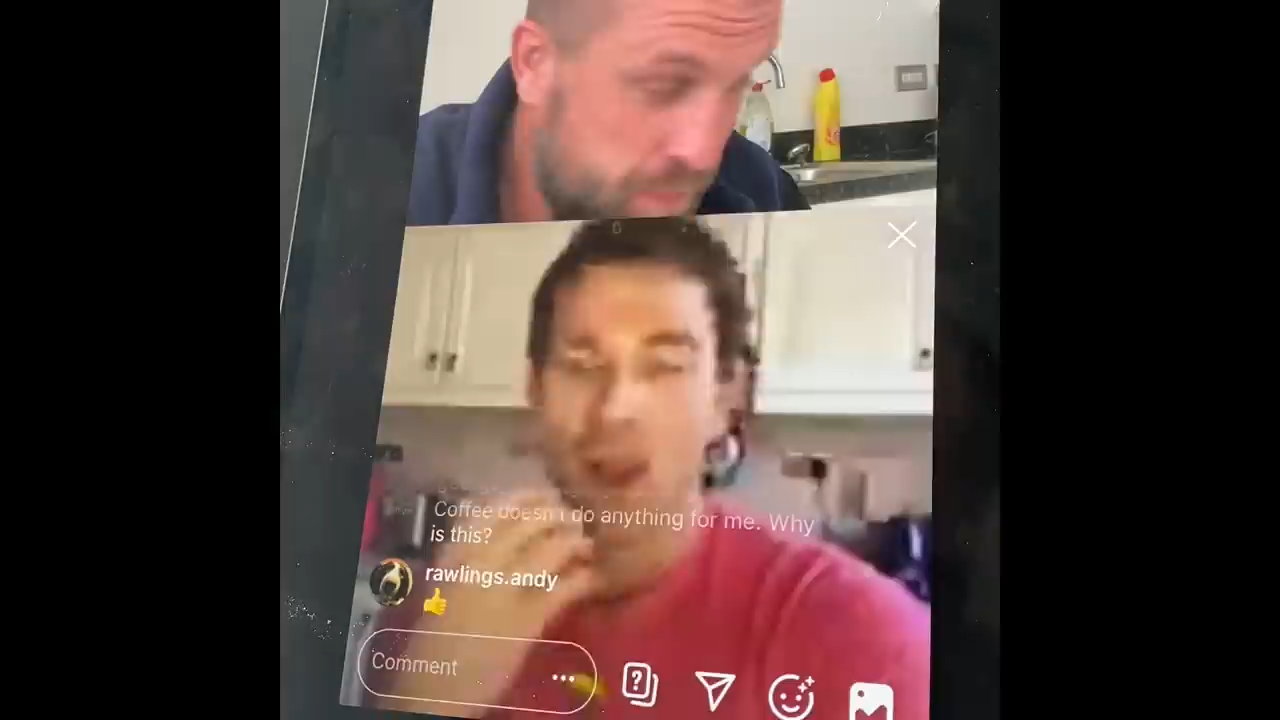 Coffee doesn't do anything for me. Why
is this?
rawlings.andy
👍
Comment